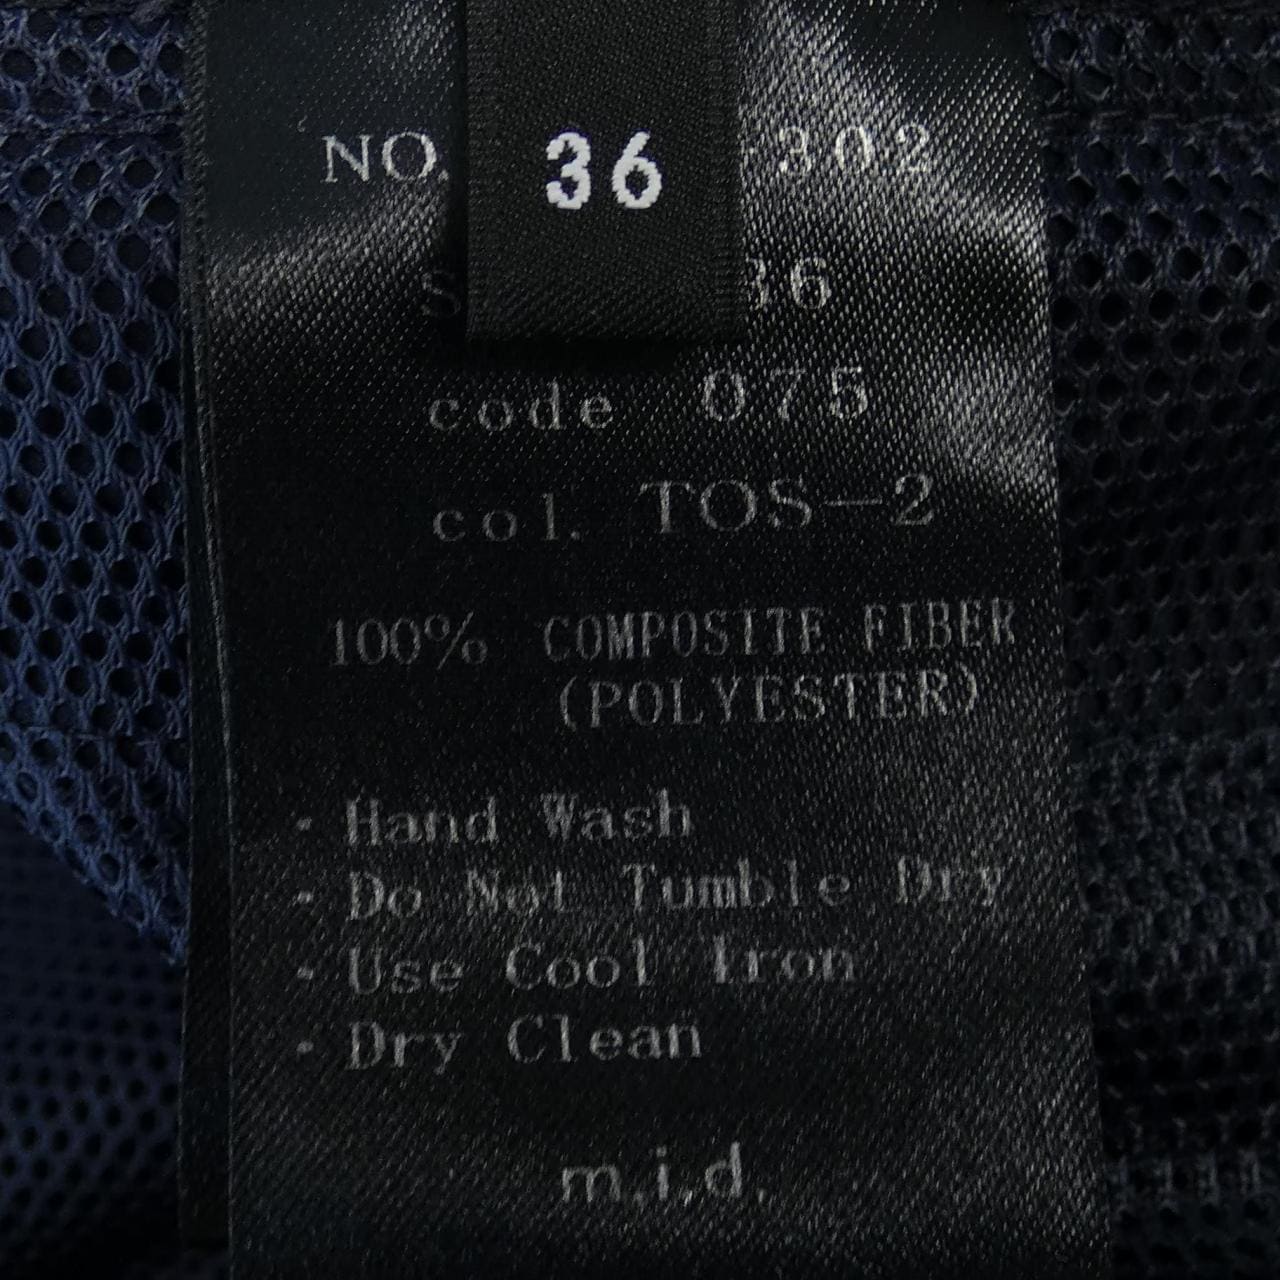 36
NO. -302
S 36
code 075
col. TOS-2
100% COMPOSITE FIBER
(POLYESTER)
・Hand Wash
・Do Not Tumble Dry
・Use Cool Iron
・Dry Clean
m.i.d.